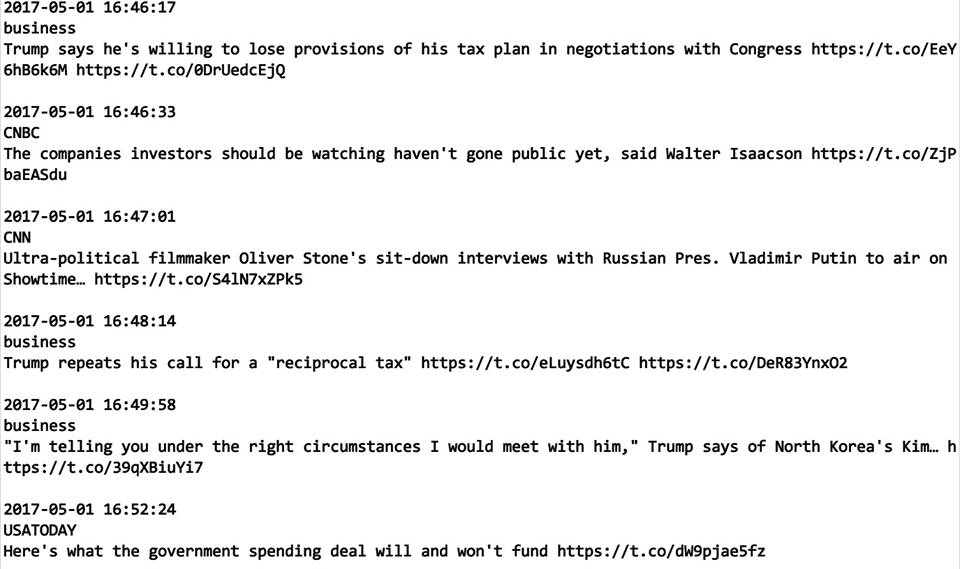 2017-05-01 16:46:17
business
Trump says he's willing to lose provisions of his tax plan in negotiations with Congress https://t.co/EeY
6hB6k6M https://t.co/0DrUedcEjQ
2017-05-01 16:46:33
CNBC
The companies investors should be watching haven't gone public yet, said Walter Isaacson https://t.co/ZjP
baEASdu
2017-05-01 16:47:01
CNN
Ultra-political filmmaker Oliver Stone's sit-down interviews with Russian Pres. Vladimir Putin to air on
Showtime… https://t.co/S4lN7xZPk5
2017-05-01 16:48:14
business
Trump repeats his call for a "reciprocal tax" https://t.co/eLuysdh6tC https://t.co/DeR83YnxO2
2017-05-01 16:49:58
business
"I'm telling you under the right circumstances I would meet with him," Trump says of North Korea's Kim… h
ttps://t.co/39qXBiuYi7
2017-05-01 16:52:24
USATODAY
Here's what the government spending deal will and won't fund https://t.co/dW9pjae5fz